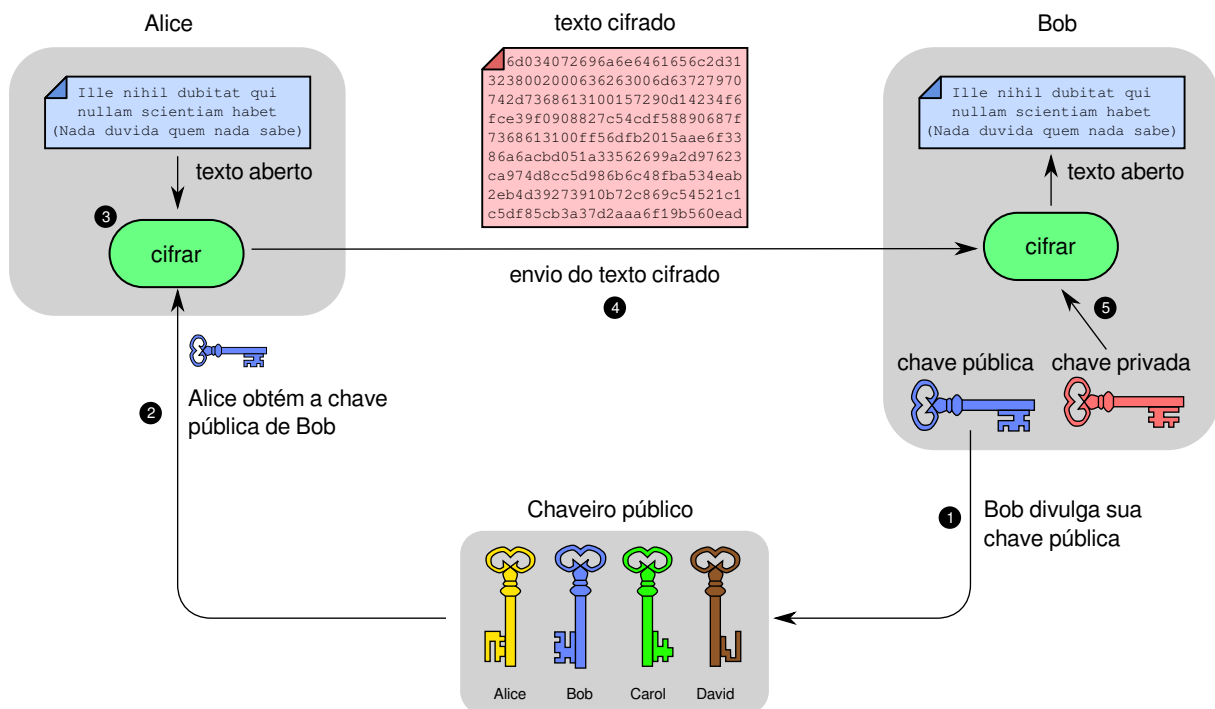 Alice
texto cifrado
Bob
Ille nihil dubitat qui
nullam scientiam habet
(Nada duvida quem nada sabe)
texto aberto
3
cifrar
6d034072696a6e6461656c2d31
3238002000636263006d63727970
742d7368613100157290d14234f6
fce39f0908827c54cdf58890687f
7368613100ff56dfb2015aae6f33
86a6acbd051a33562699a2d97623
ca974d8cc5d986b6c48fba534eab
2eb4d39273910b72c869c54521c1
c5df85cb3a37d2aaa6f19b560ead
envio do texto cifrado
4
Ille nihil dubitat qui
nullam scientiam habet
(Nada duvida quem nada sabe)
texto aberto
cifrar
5
chave pública
chave privada
2
Alice obtém a chave
pública de Bob
1
Bob divulga sua
chave pública
Chaveiro público
Alice
Bob
Carol
David